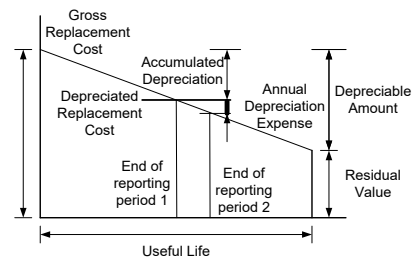 Gross
Replacement
Cost
Accumulated
Depreciation
Depreciated
Replacement
Cost
Annual
Depreciation
Expense
Depreciable
Amount
End of
reporting
period 1
End of
reporting
period 2
Residual
Value
Useful Life